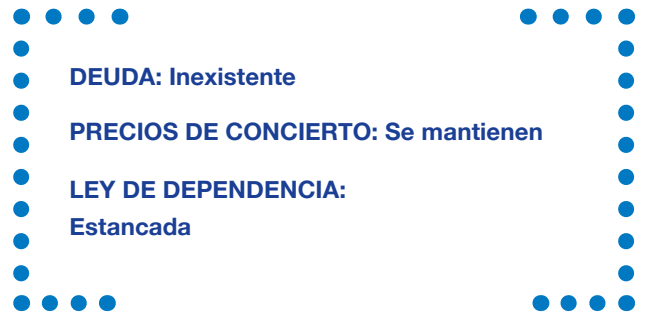 DEUDA: Inexistente
PRECIOS DE CONCIERTO: Se mantienen
LEY DE DEPENDENCIA:
Estancada